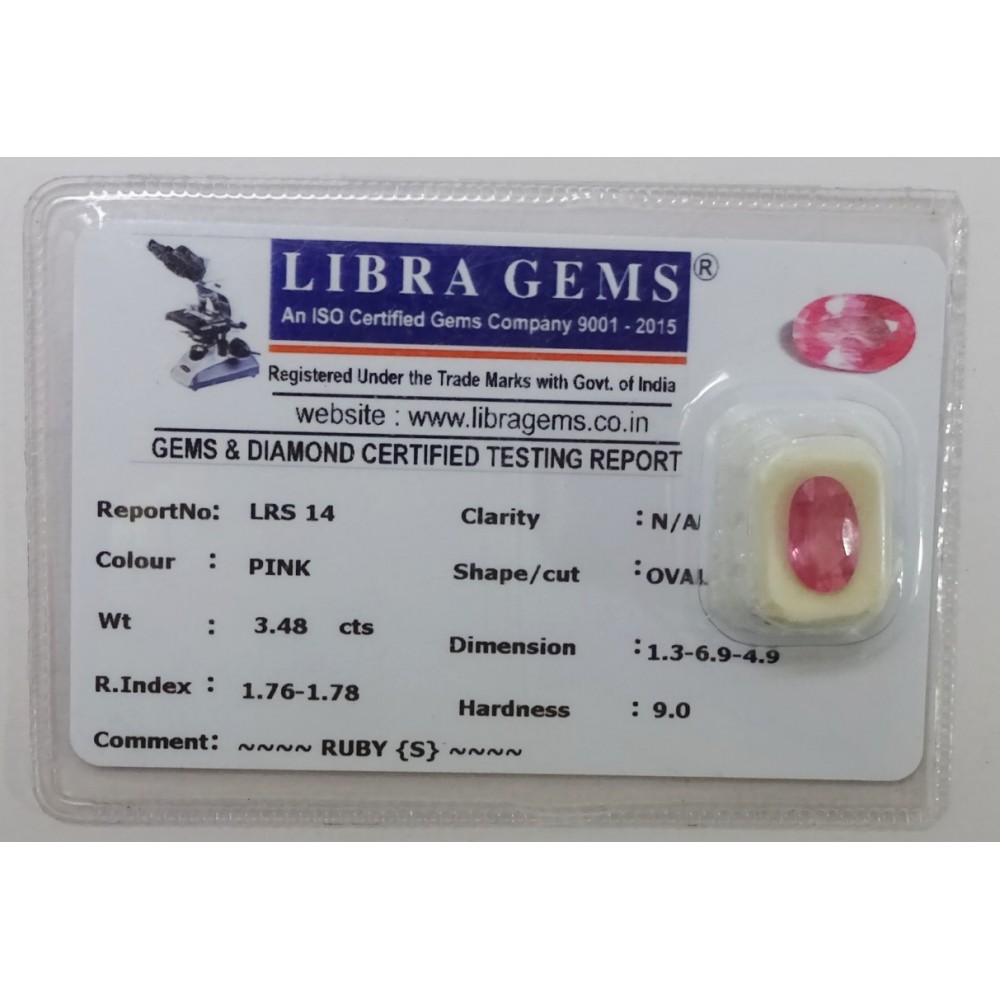 LIBRA GEMS®
An ISO Certified Gems Company 9001 - 2015
Registered Under the Trade Marks with Govt. of India
website : www.libragems.co.in
GEMS & DIAMOND CERTIFIED TESTING REPORT
ReportNo: LRS 14 Clarity : N/A
Colour : PINK Shape/cut : OVAL
Wt : 3.48 cts Dimension : 1.3-6.9-4.9
R.Index : 1.76-1.78 Hardness : 9.0
Comment: ~~~~ RUBY {S} ~~~~